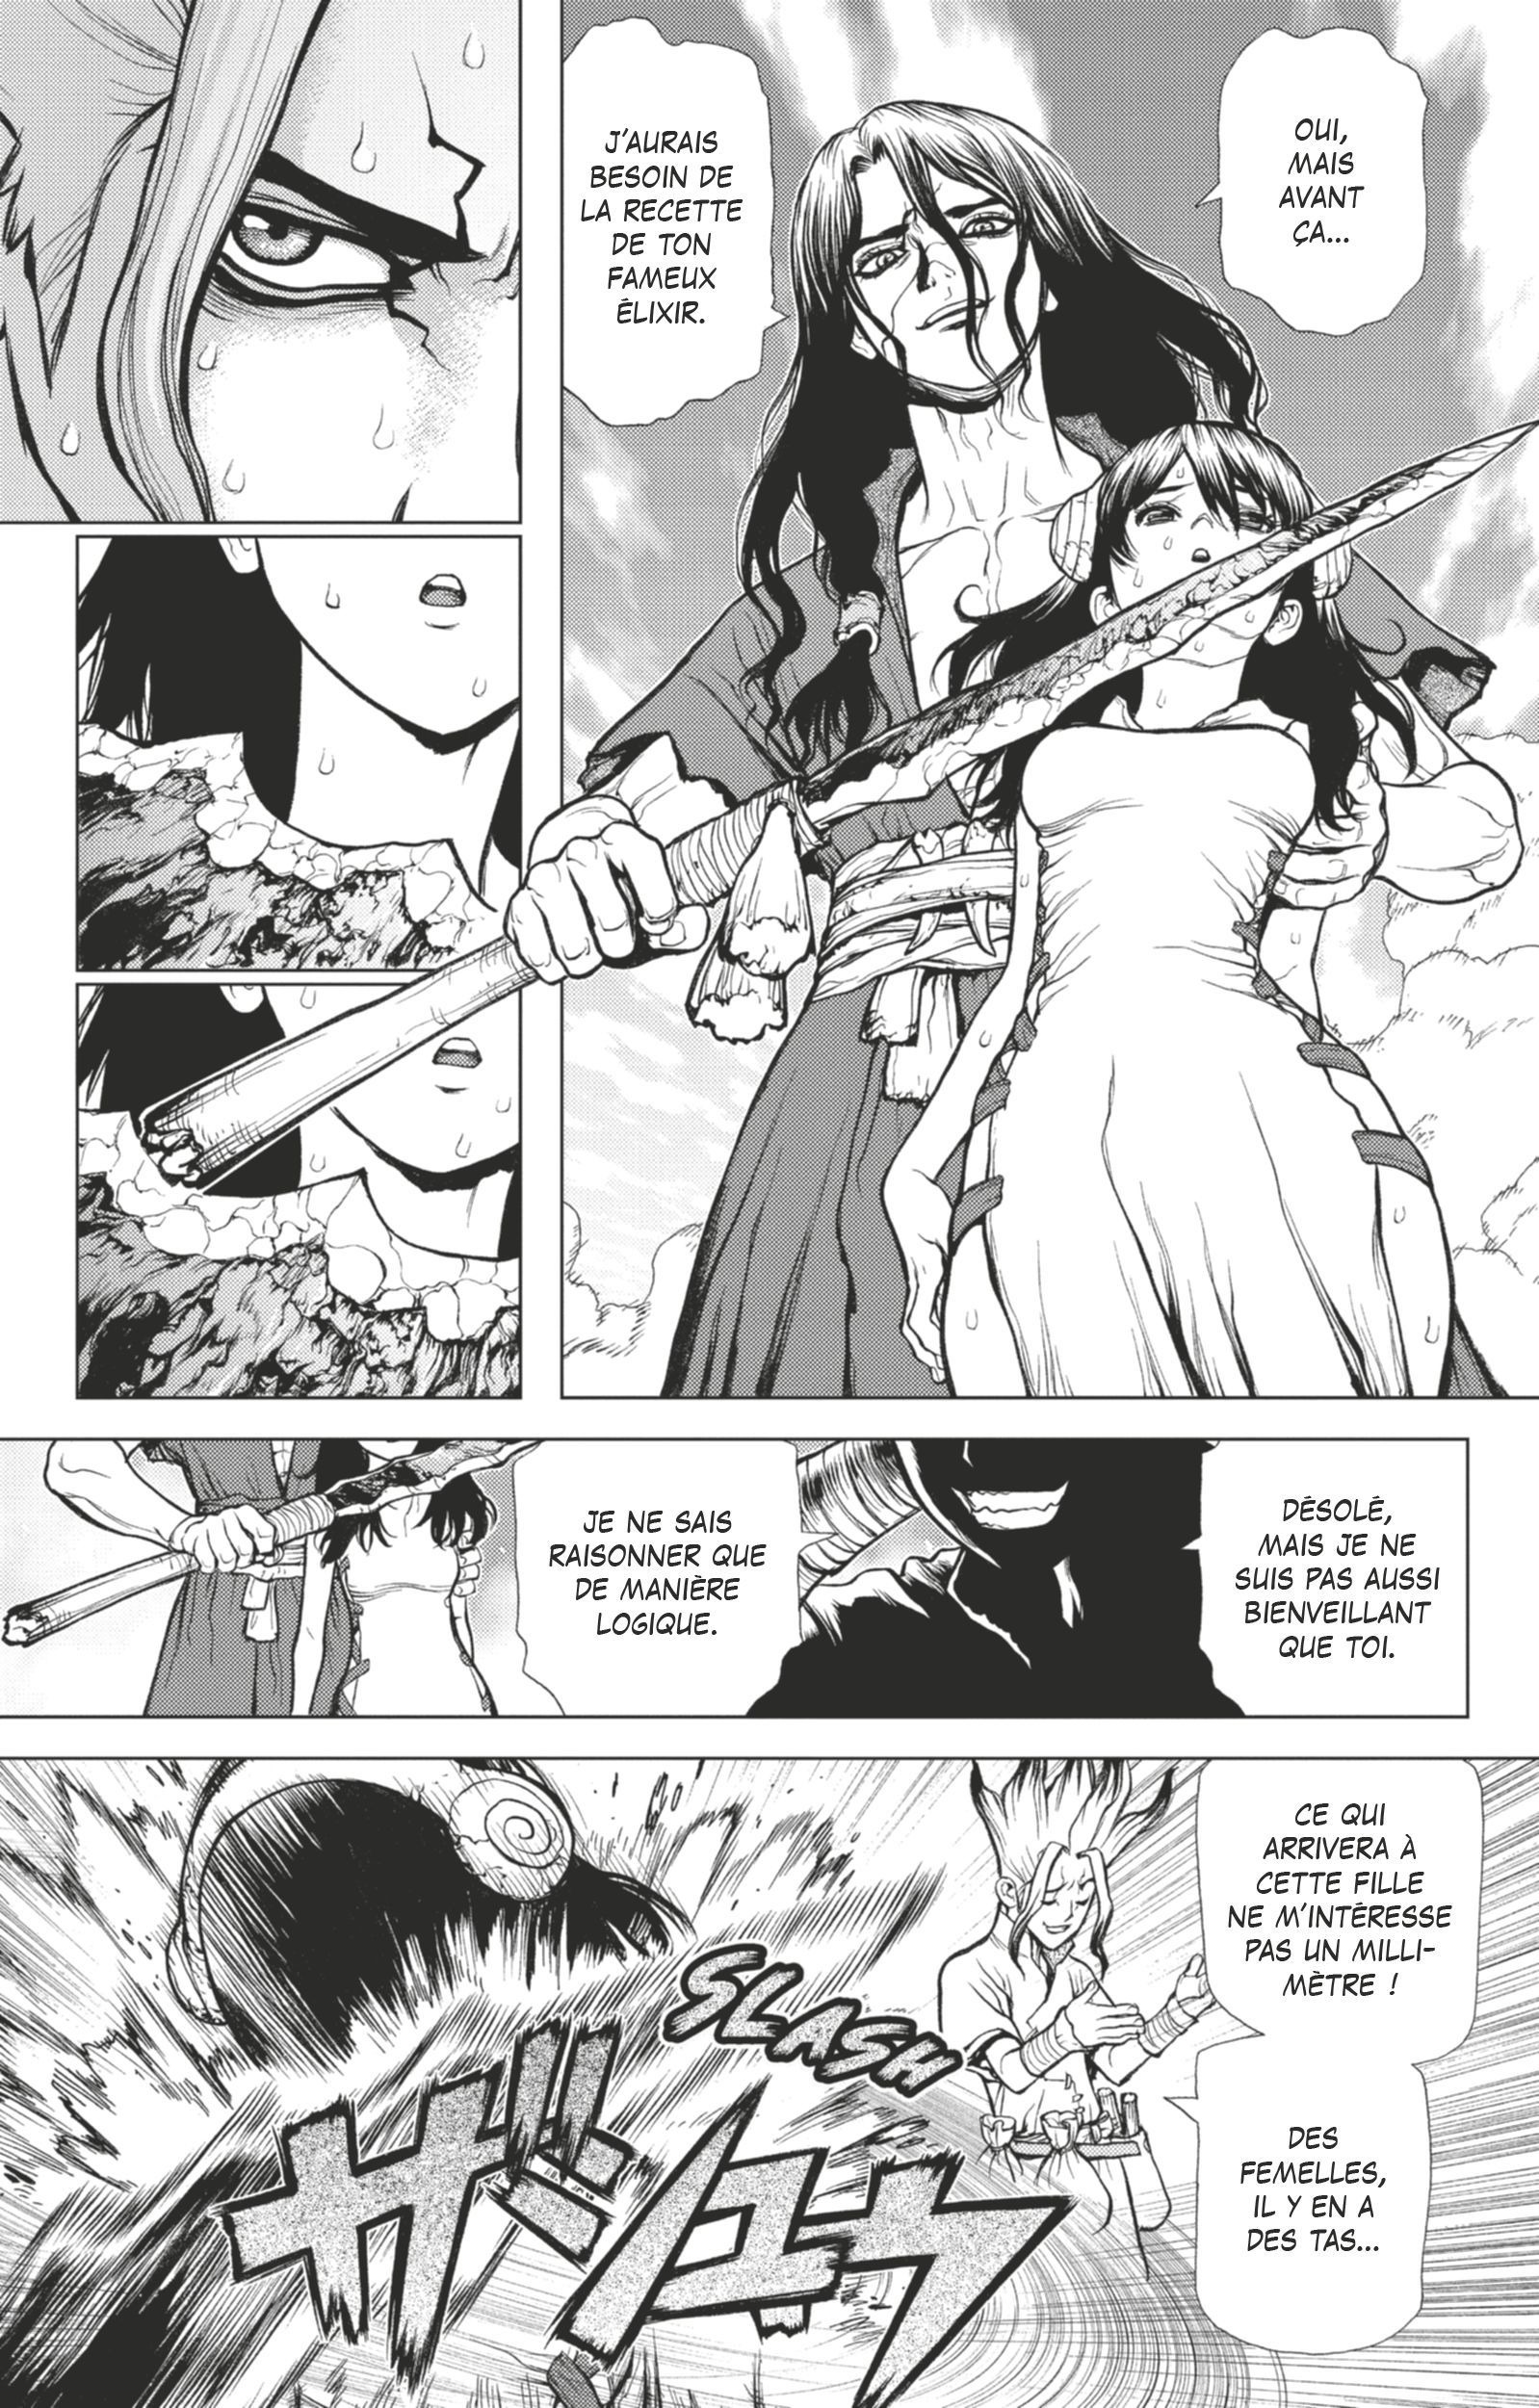 OUI,
MAIS
AVANT
ÇA...
J'AURAIS
BESOIN DE
LA RECETTE
DE TON
FAMEUX
ÉLIXIR.
DÉSOLÉ,
MAIS JE NE
SUIS PAS AUSSI
BIENVEILLANT
QUE TOI.
JE NE SAIS
RAISONNER QUE
DE MANIÈRE
LOGIQUE.
CE QUI
ARRIVERA À
CETTE FILLE
NE M'INTÉRESSE
PAS UN MILLI-
MÈTRE !
DES
FEMELLES,
IL Y EN A
DES TAS...
SLASH
ザシュウ